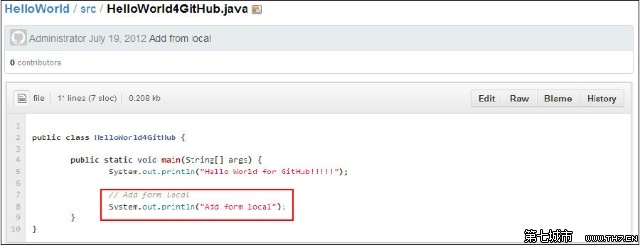 HelloWorld / src / HelloWorld4GitHub.java
Administrator July 19, 2012 Add from local
0 contributors
file 11 lines (7 sloc) 0.208 kb Edit Raw Blame History
1
2 public class HelloWorld4GitHub {
3
4 public static void main(String[] args) {
5 System.out.println("Hello World for GitHub!!!!!");
6
7 // Add form local
8 System.out.println("Add form local");
9 }
10 }
第七城市 www.TH7.CN